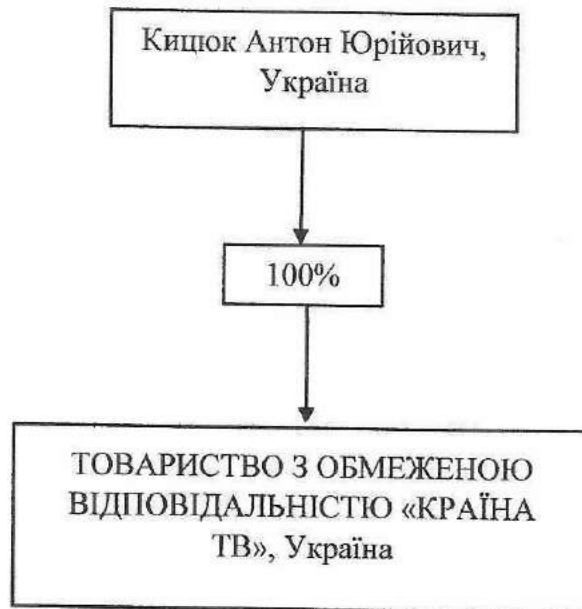 Кицюк Антон Юрійович,
Україна
100%
ТОВАРИСТВО З ОБМЕЖЕНОЮ
ВІДПОВІДАЛЬНІСТЮ «КРАЇНА
ТВ», Україна